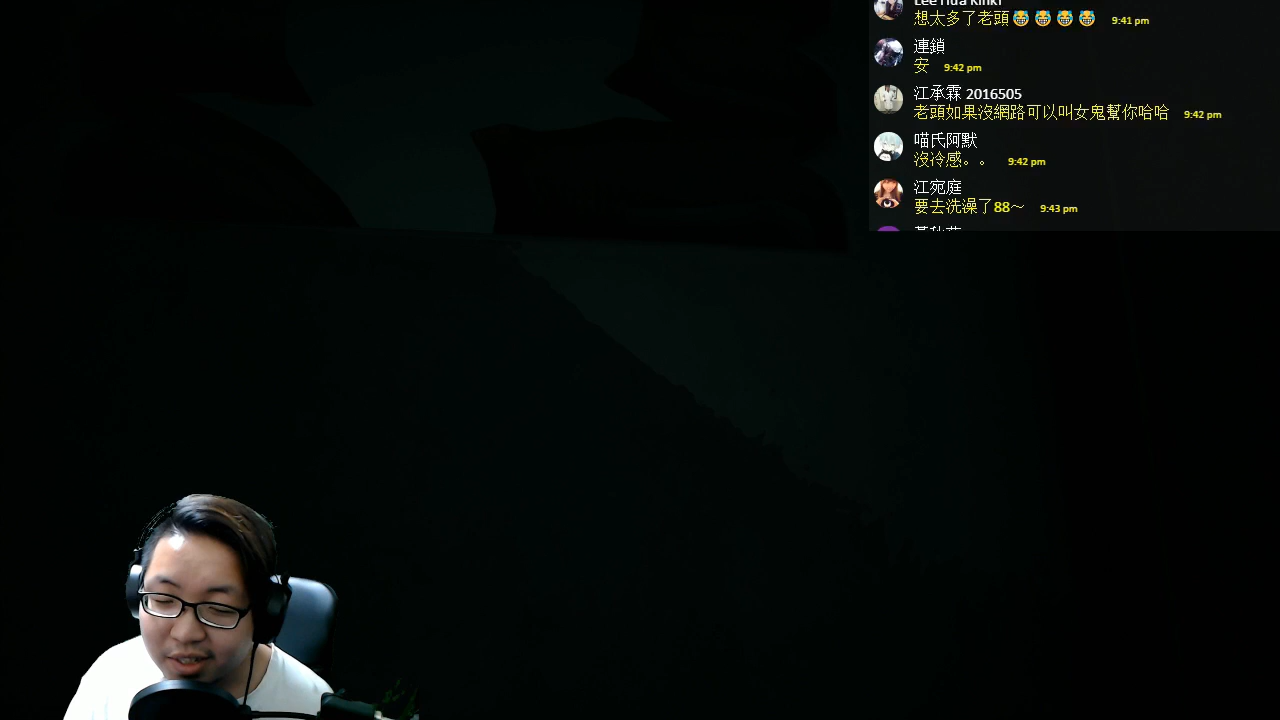 Lee Hua Kinki
想太多了老頭😂😂😂😂 9:41 pm
連鎖
安 9:42 pm
江承霖 2016505
老頭如果沒網路可以叫女鬼幫你哈哈 9:42 pm
喵氏阿默
沒冷感。。 9:42 pm
江宛庭
要去洗澡了88～ 9:43 pm